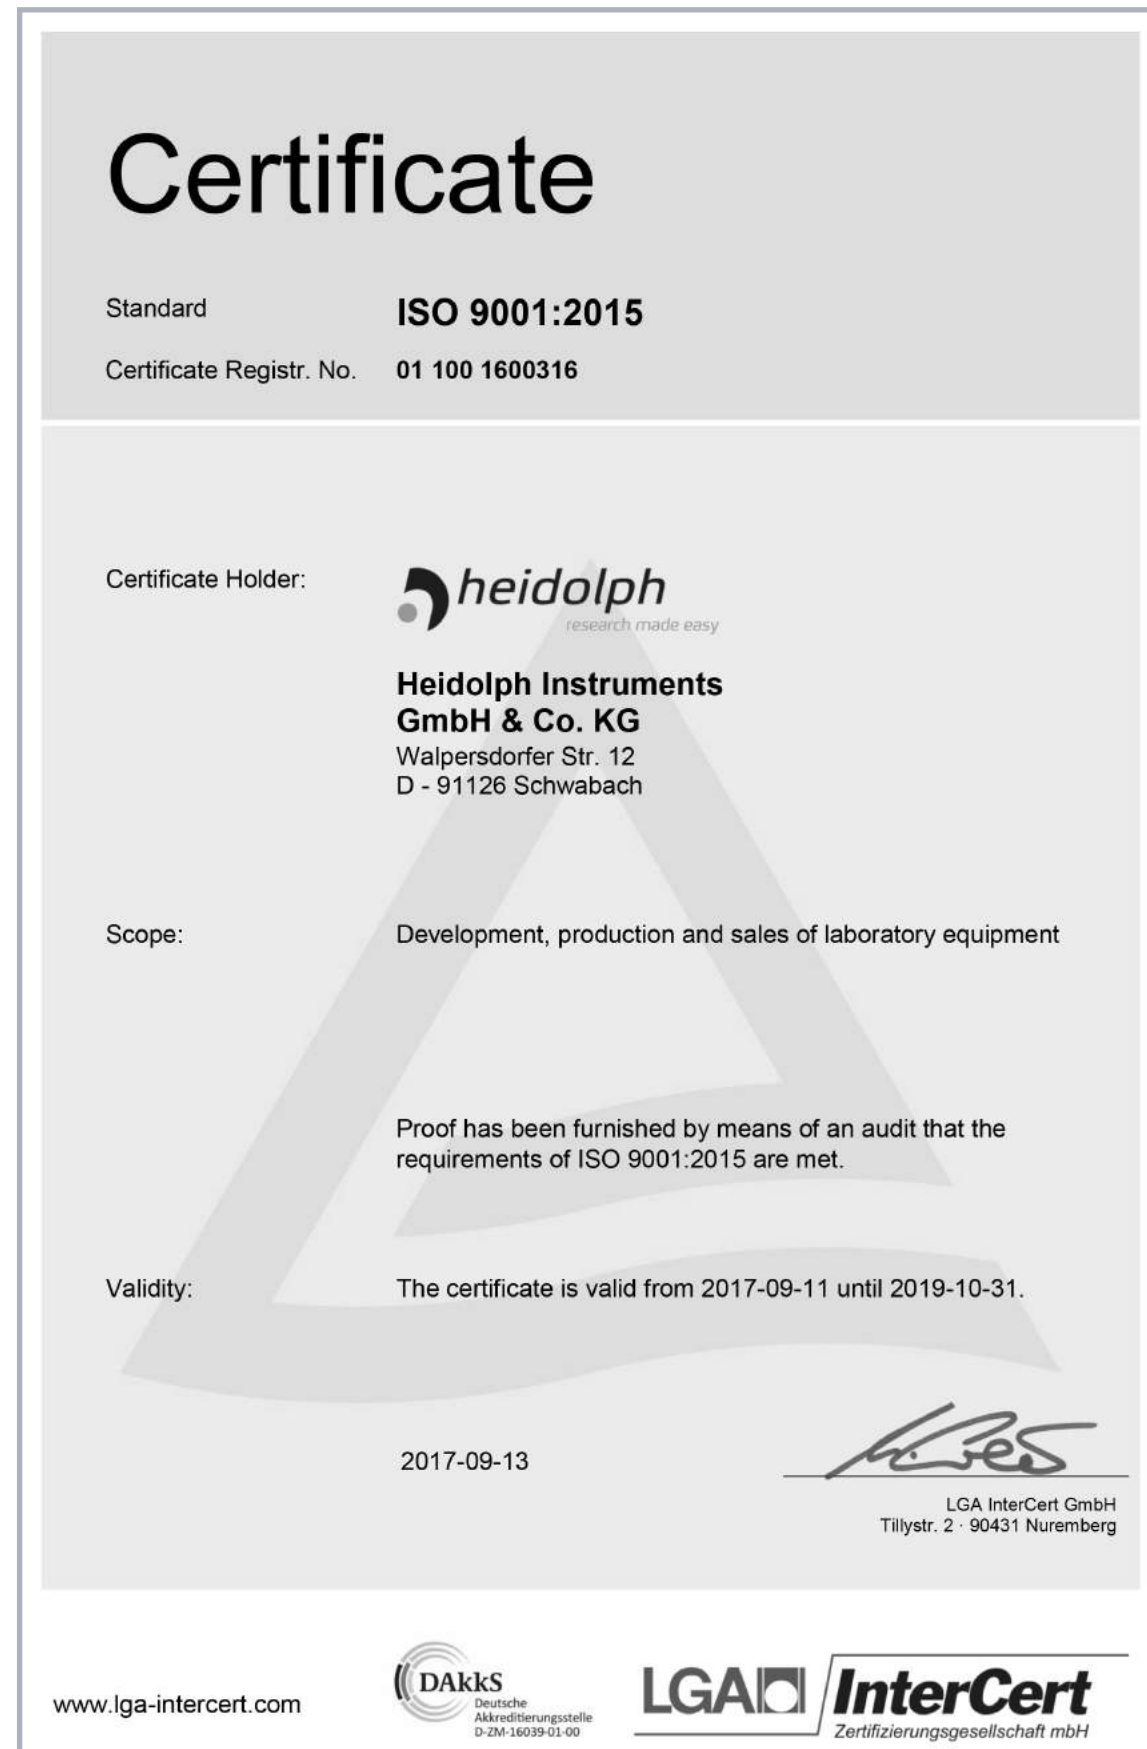 Certificate
Standard ISO 9001:2015
Certificate Registr. No. 01 100 1600316
Certificate Holder:
heidolph
research made easy
Heidolph Instruments
GmbH & Co. KG
Walpersdorfer Str. 12
D - 91126 Schwabach
Scope: Development, production and sales of laboratory equipment
Proof has been furnished by means of an audit that the
requirements of ISO 9001:2015 are met.
Validity: The certificate is valid from 2017-09-11 until 2019-10-31.
2017-09-13
LGA InterCert GmbH
Tillystr. 2 · 90431 Nuremberg
www.lga-intercert.com
DAkkS
Deutsche
Akkreditierungsstelle
D-ZM-16039-01-00
LGA InterCert
Zertifizierungsgesellschaft mbH